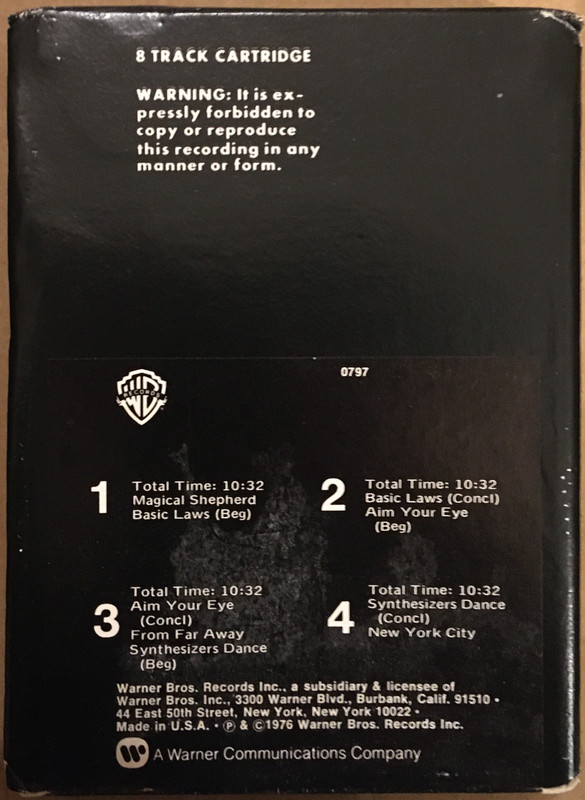 8 TRACK CARTRIDGE
WARNING: It is ex-
pressly forbidden to
copy or reproduce
this recording in any
manner or form.
0797
WB
RECORDS
1
Total Time: 10:32
Magical Shepherd
Basic Laws (Beg)
2
Total Time: 10:32
Basic Laws (Concl)
Aim Your Eye
(Beg)
3
Total Time: 10:32
Aim Your Eye
(Concl)
From Far Away
Synthesizers Dance
(Beg)
4
Total Time: 10:32
Synthesizers Dance
(Concl)
New York City
Warner Bros. Records Inc., a subsidiary & licensee of
Warner Bros. Inc., 3300 Warner Blvd., Burbank, Calif. 91510 •
44 East 50th Street, New York, New York 10022 •
Made in U.S.A. • ℗ & ©1976 Warner Bros. Records Inc.
A Warner Communications Company